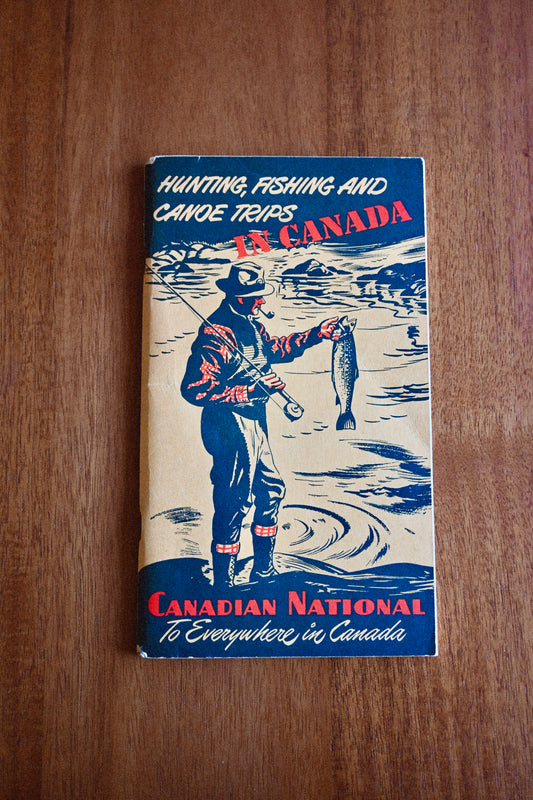 HUNTING, FISHING AND
CANOE TRIPS
IN CANADA
CANADIAN NATIONAL
To Everywhere in Canada